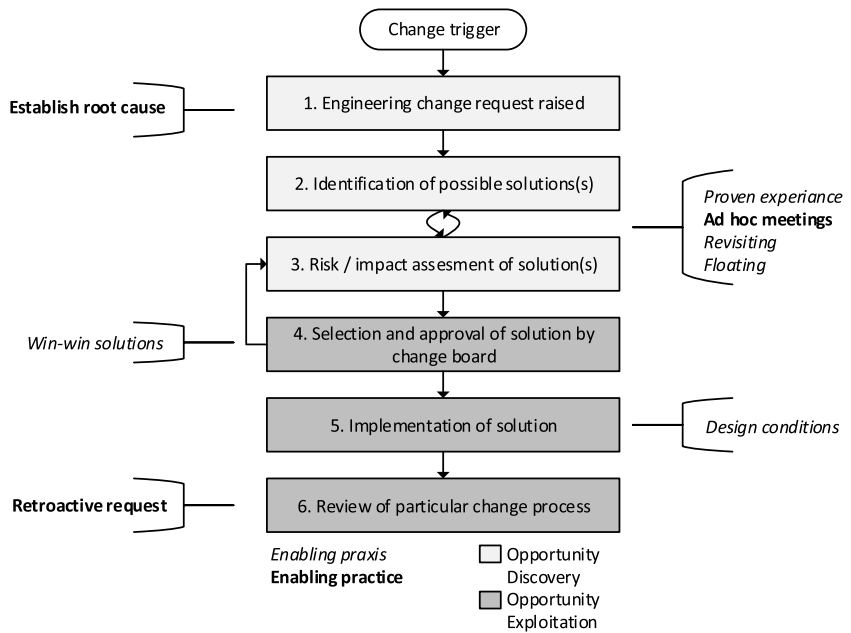 Change trigger
Establish root cause
1. Engineering change request raised
2. Identification of possible solutions(s)
Proven experiance
Ad hoc meetings
Revisiting
Floating
3. Risk / impact assesment of solution(s)
Win-win solutions
4. Selection and approval of solution by
change board
5. Implementation of solution
Design conditions
Retroactive request
6. Review of particular change process
Enabling praxis
Enabling practice
Opportunity
Discovery
Opportunity
Exploitation